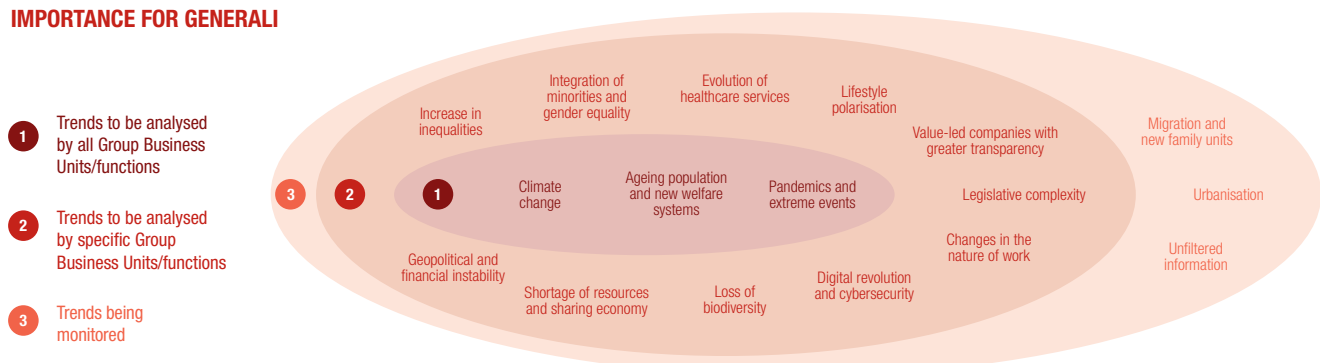 IMPORTANCE FOR GENERALI
1
Trends to be analysed
by all Group Business
Units/functions
2
Trends to be analysed
by specific Group
Business Units/functions
3
Trends being
monitored
3
2
1
Climate
change
Ageing population
and new welfare
systems
Pandemics and
extreme events
Increase in
inequalities
Integration of
minorities and
gender equality
Evolution of
healthcare services
Lifestyle
polarisation
Value-led companies with
greater transparency
Legislative complexity
Changes in the
nature of work
Digital revolution
and cybersecurity
Loss of
biodiversity
Shortage of resources
and sharing economy
Geopolitical and
financial instability
Migration and
new family units
Urbanisation
Unfiltered
information